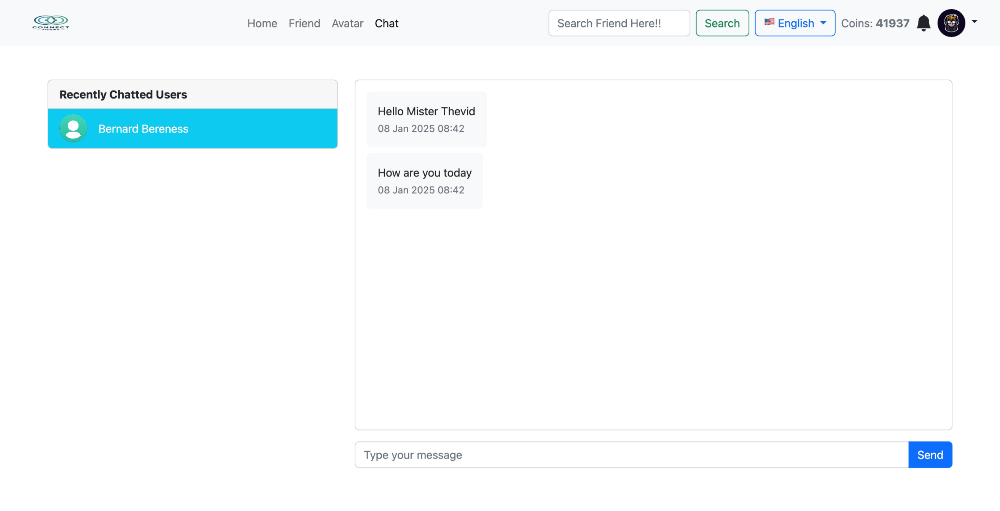 CONNECT
FRIEND
Home Friend Avatar Chat
Search Friend Here!!
Search
English
Coins: 41937
Recently Chatted Users
Bernard Bereness
Hello Mister Thevid
08 Jan 2025 08:42
How are you today
08 Jan 2025 08:42
Type your message
Send